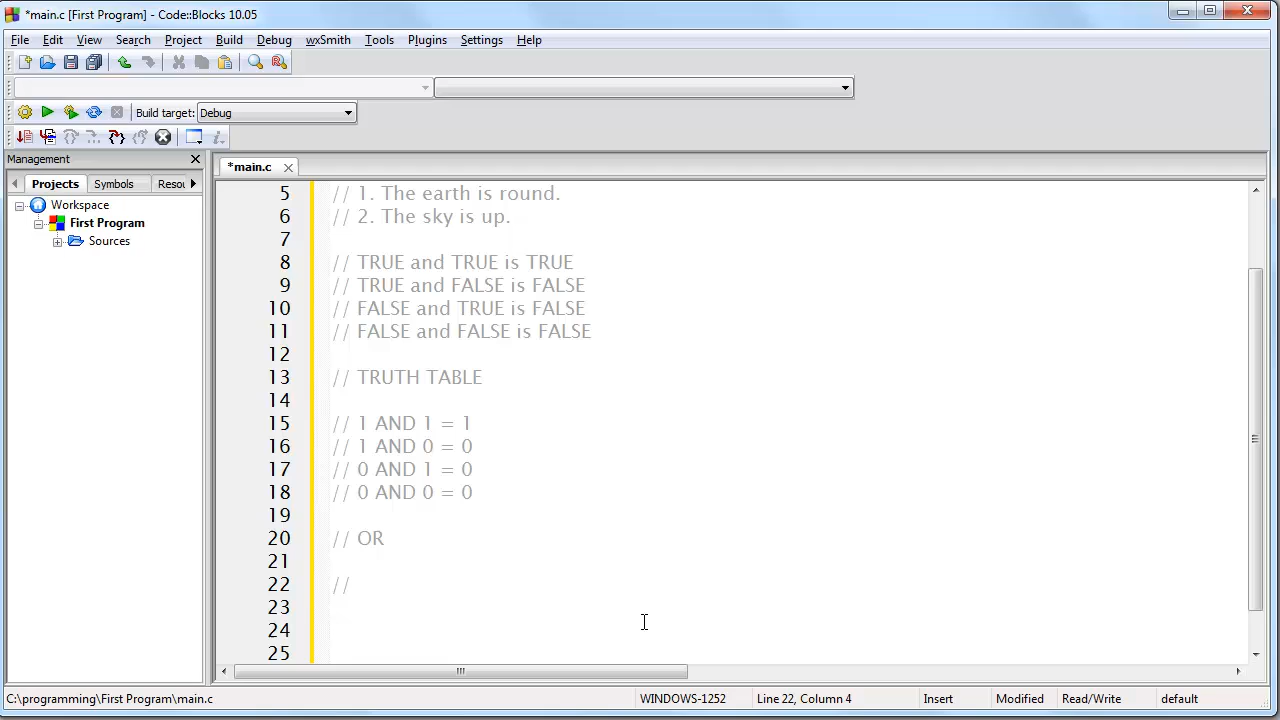 *main.c [First Program] - Code::Blocks 10.05
File Edit View Search Project Build Debug wxSmith Tools Plugins Settings Help
Build target: Debug
Management
*main.c
Projects Symbols Resou
Workspace
First Program
Sources
5 // 1. The earth is round.
6 // 2. The sky is up.
7
8 // TRUE and TRUE is TRUE
9 // TRUE and FALSE is FALSE
10 // FALSE and TRUE is FALSE
11 // FALSE and FALSE is FALSE
12
13 // TRUTH TABLE
14
15 // 1 AND 1 = 1
16 // 1 AND 0 = 0
17 // 0 AND 1 = 0
18 // 0 AND 0 = 0
19
20 // OR
21
22 //
23
24
25
C:\programming\First Program\main.c WINDOWS-1252 Line 22, Column 4 Insert Modified Read/Write default